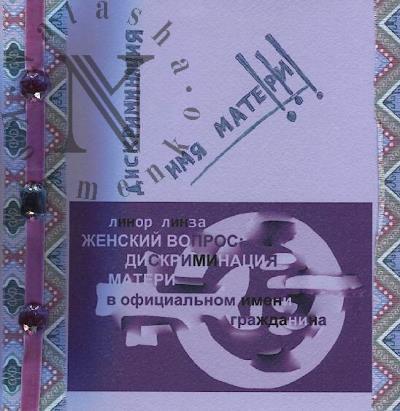 Дискриминация
имя матери!!
линор линза
ЖЕНСКИЙ ВОПРОС:
ДИСКРИМИНАЦИЯ
МАТЕРИ
в официальном имени
гражданина